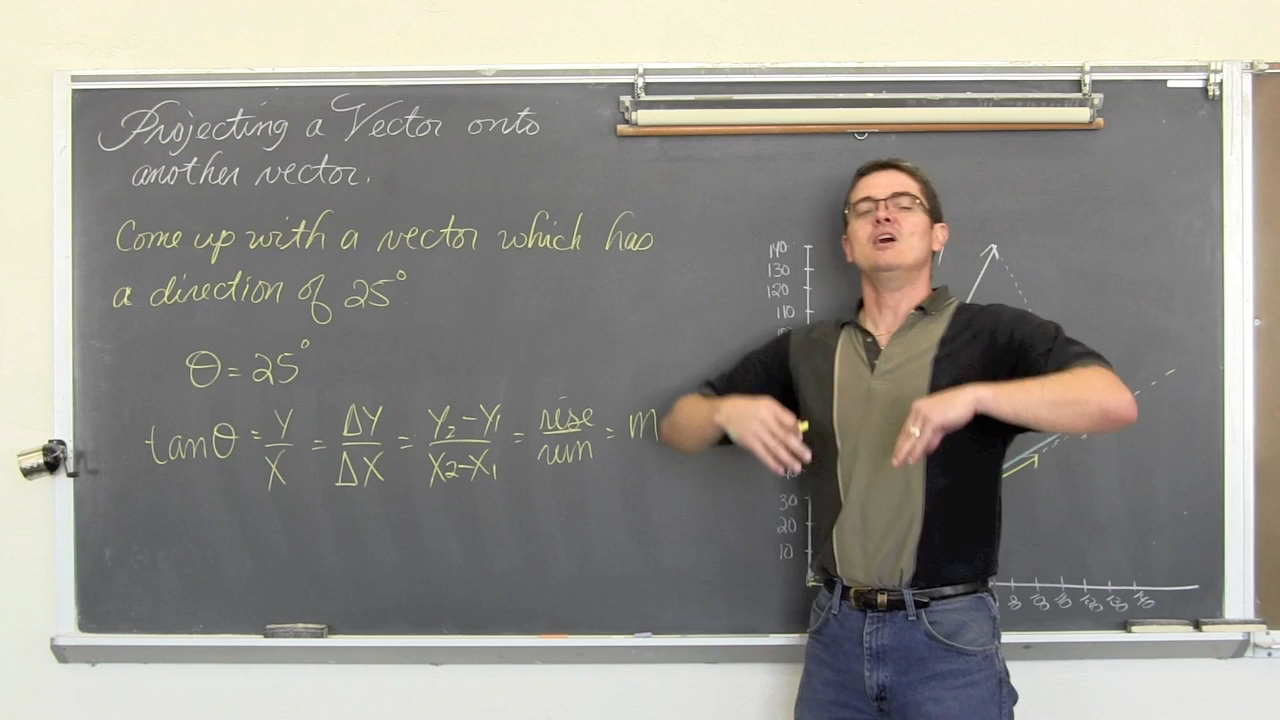 Projecting a Vector onto
another vector.
Come up with a vector which has
a direction of 25°
θ = 25°
tanθ = Y/X = ΔY/ΔX = Y₂-Y₁/X₂-X₁ = rise/run = m
140
130
120
110
30
20
10